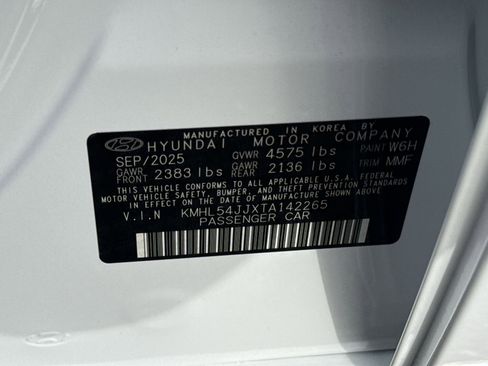 MANUFACTURED IN KOREA BY
HYUNDAI MOTOR COMPANY
SEP/2025 GVWR 4575 lbs PAINT W6H
GAWR FRONT 2383 lbs GAWR REAR 2136 lbs TRIM MMF
THIS VEHICLE CONFORMS TO ALL APPLICABLE U.S.A. FEDERAL
MOTOR VEHICLE SAFETY, BUMPER, AND THEFT PREVENTION
STANDARDS IN EFFECT ON THE DATE OF MANUFACTURE SHOWN ABOVE.
V.I.N KMHL54JJXTA142265
PASSENGER CAR